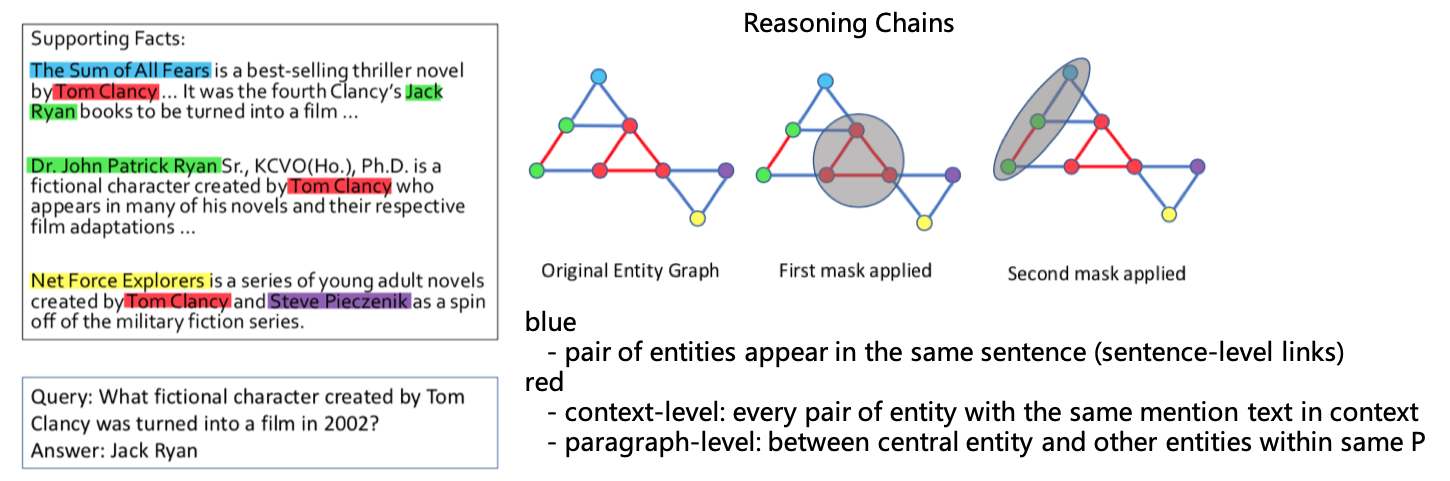 Reasoning Chains
Supporting Facts:
The Sum of All Fears is a best-selling thriller novel
by Tom Clancy ... It was the fourth Clancy's Jack
Ryan books to be turned into a film ...
Dr. John Patrick Ryan Sr., KCVO(Ho.), Ph.D. is a
fictional character created by Tom Clancy who
appears in many of his novels and their respective
film adaptations ...
Net Force Explorers is a series of young adult novels
created by Tom Clancy and Steve Pieczenik as a spin
off of the military fiction series.
Query: What fictional character created by Tom
Clancy was turned into a film in 2002?
Answer: Jack Ryan
Original Entity Graph
First mask applied
Second mask applied
blue
- pair of entities appear in the same sentence (sentence-level links)
red
- context-level: every pair of entity with the same mention text in context
- paragraph-level: between central entity and other entities within same P